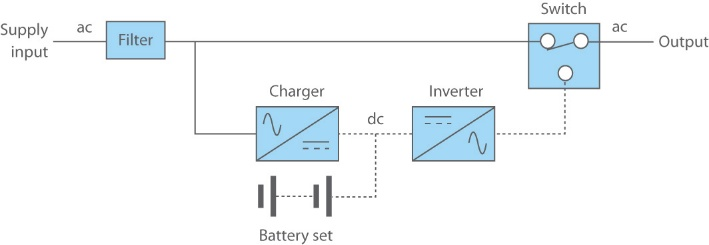 Switch
Supply
input
ac
Filter
ac
Output
Charger
Inverter
dc
Battery set